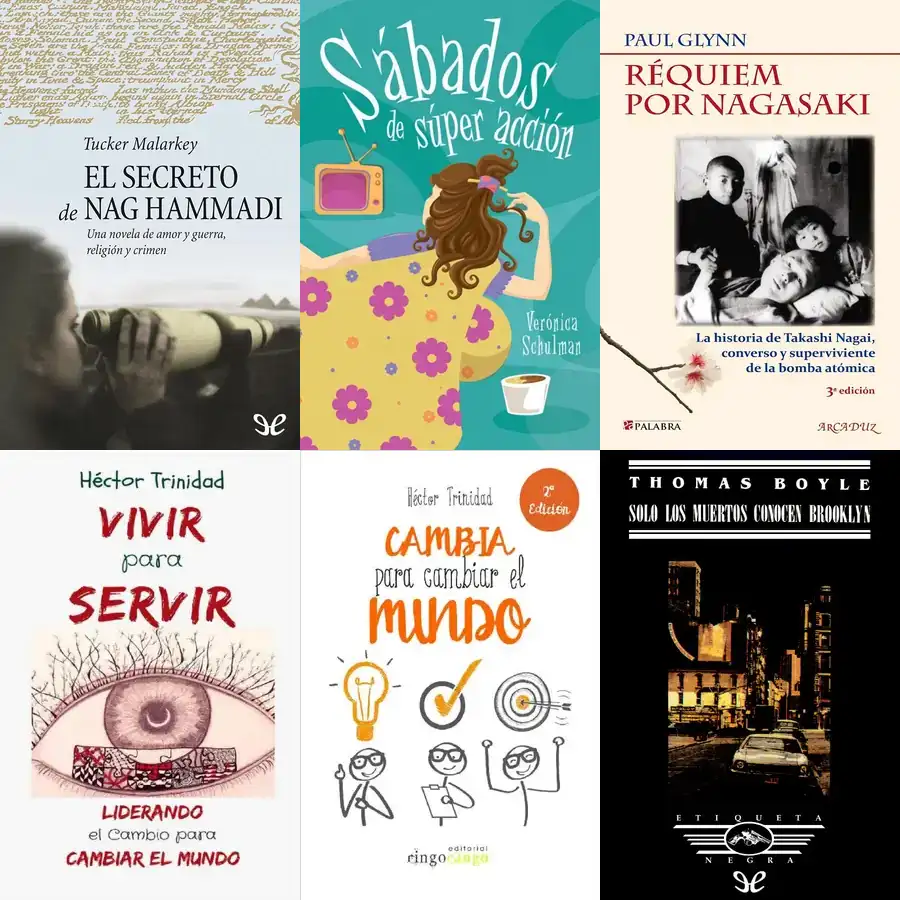 Tucker Malarkey
EL SECRETO
de NAG HAMMADI
Una novela de amor y guerra,
religión y crimen
Sábados
de súper acción
Verónica
Schulman
PAUL GLYNN
RÉQUIEM
POR NAGASAKI
La historia de Takashi Nagai,
converso y superviviente
de la bomba atómica
3ª edición
PALABRA
ARCADUZ
Héctor Trinidad
VIVIR
para
SERVIR
LIDERANDO
el Cambio para
CAMBIAR EL MUNDO
Héctor Trinidad
2ª
Edición
CAMBIA
para cambiar el
MUNDO
editorial
ringo rango
THOMAS BOYLE
SOLO LOS MUERTOS CONOCEN BROOKLYN
ETIQUETA
NEGRA